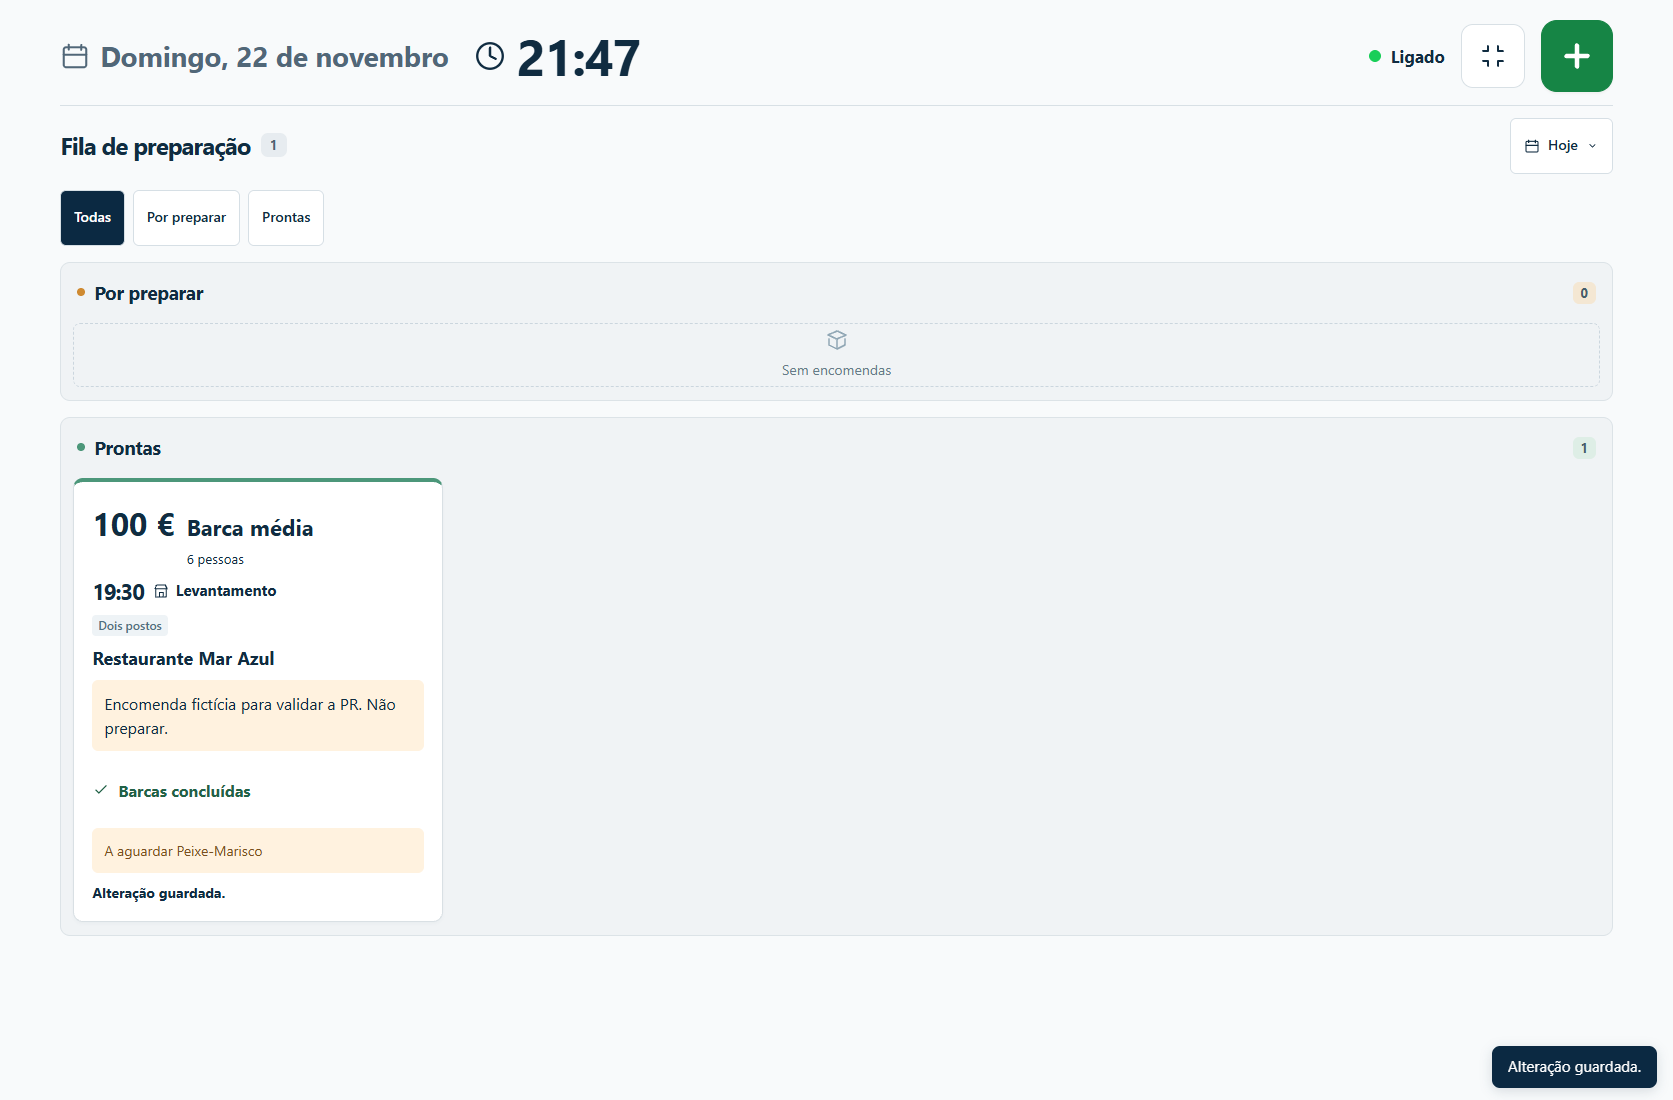 Domingo, 22 de novembro
21:47
Ligado
Fila de preparação
1
Hoje
Todas
Por preparar
Prontas
Por preparar
0
Sem encomendas
Prontas
1
100 €
Barca média
6 pessoas
19:30
Levantamento
Dois postos
Restaurante Mar Azul
Encomenda fictícia para validar a PR. Não
preparar.
Barcas concluídas
A aguardar Peixe-Marisco
Alteração guardada.
Alteração guardada.